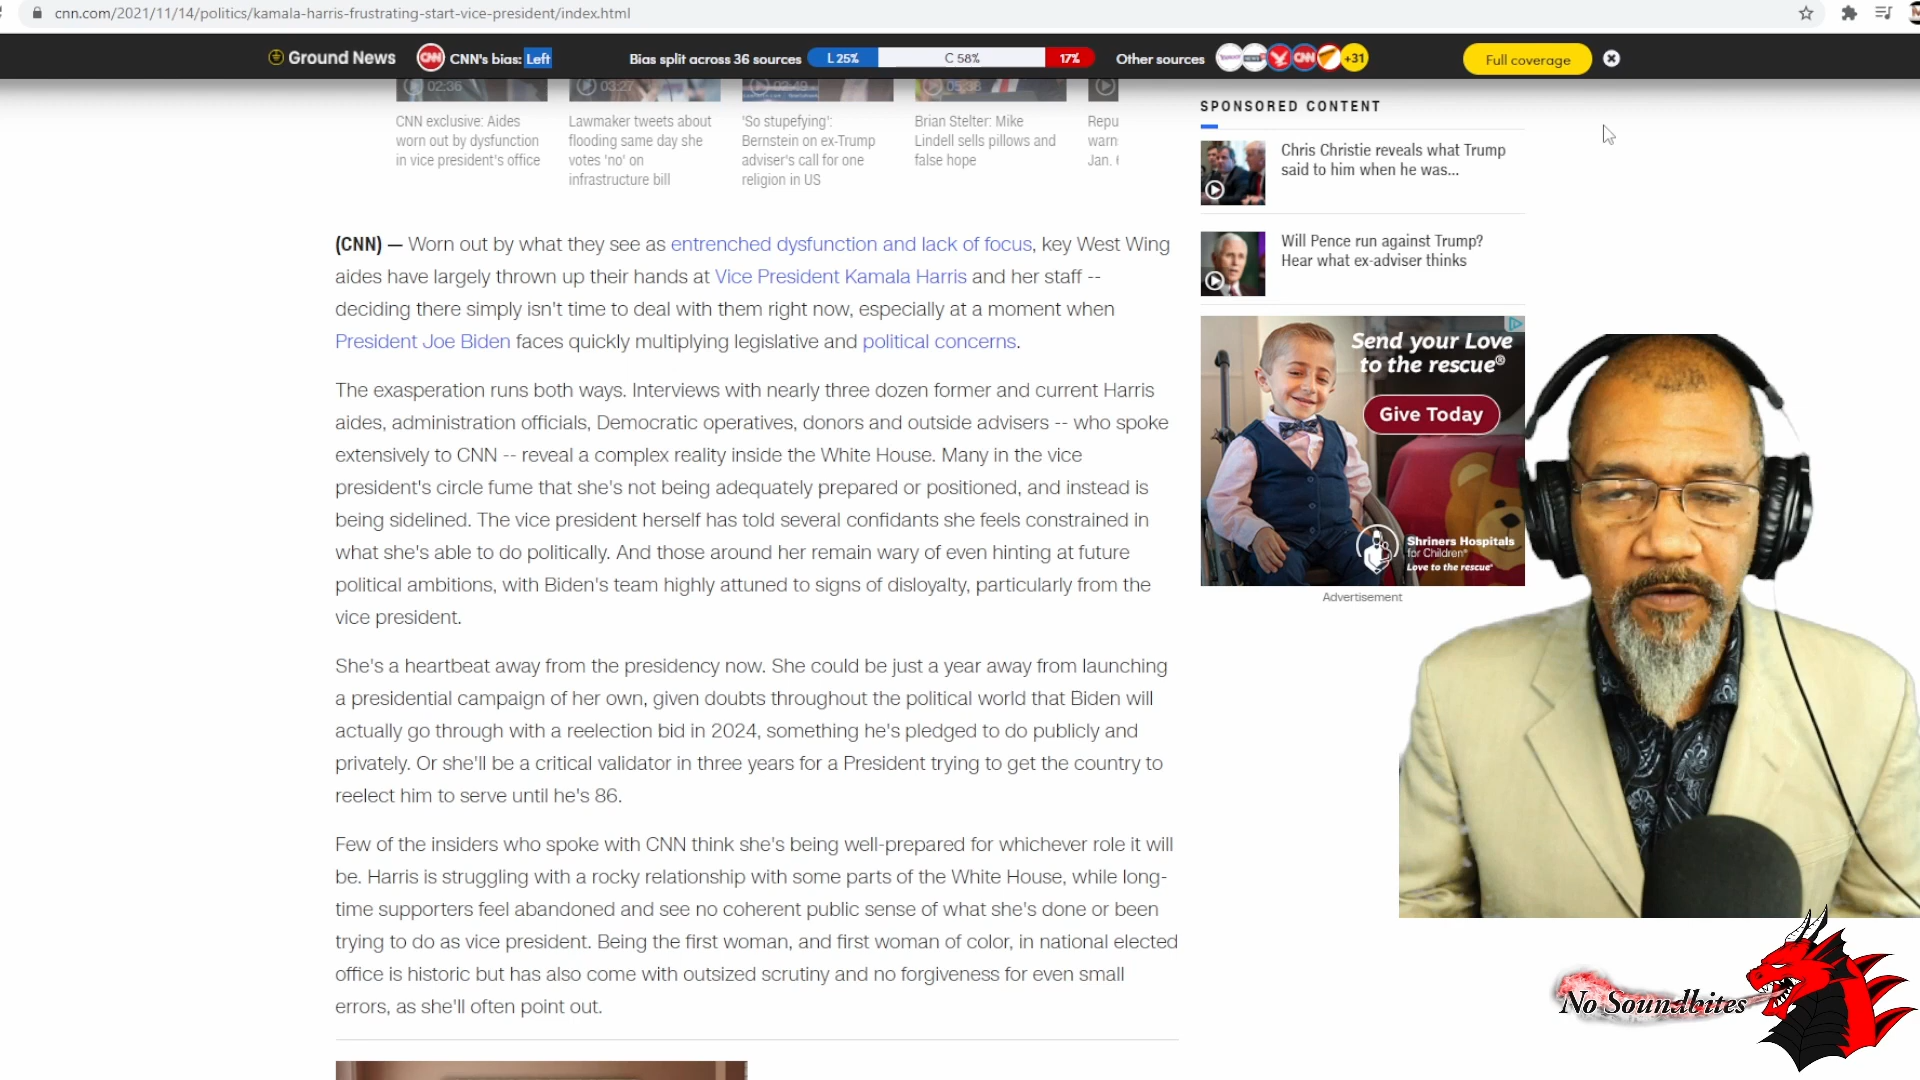 cnn.com/2021/11/14/politics/kamala-harris-frustrating-start-vice-president/index.html
Ground News CNN CNN's bias: Left Bias split across 36 sources L 25% C 58% 17% Other sources CNN +31 Full coverage
02:36
03:27
CNN exclusive: Aides
worn out by dysfunction
in vice president's office
Lawmaker tweets about
flooding same day she
votes 'no' on
infrastructure bill
'So stupefying':
Bernstein on ex-Trump
adviser's call for one
religion in US
Brian Stelter: Mike
Lindell sells pillows and
false hope
Repu
warn
Jan.
(CNN) — Worn out by what they see as entrenched dysfunction and lack of focus, key West Wing
aides have largely thrown up their hands at Vice President Kamala Harris and her staff --
deciding there simply isn't time to deal with them right now, especially at a moment when
President Joe Biden faces quickly multiplying legislative and political concerns.
The exasperation runs both ways. Interviews with nearly three dozen former and current Harris
aides, administration officials, Democratic operatives, donors and outside advisers -- who spoke
extensively to CNN -- reveal a complex reality inside the White House. Many in the vice
president's circle fume that she's not being adequately prepared or positioned, and instead is
being sidelined. The vice president herself has told several confidants she feels constrained in
what she's able to do politically. And those around her remain wary of even hinting at future
political ambitions, with Biden's team highly attuned to signs of disloyalty, particularly from the
vice president.
She's a heartbeat away from the presidency now. She could be just a year away from launching
a presidential campaign of her own, given doubts throughout the political world that Biden will
actually go through with a reelection bid in 2024, something he's pledged to do publicly and
privately. Or she'll be a critical validator in three years for a President trying to get the country to
reelect him to serve until he's 86.
Few of the insiders who spoke with CNN think she's being well-prepared for whichever role it will
be. Harris is struggling with a rocky relationship with some parts of the White House, while long-
time supporters feel abandoned and see no coherent public sense of what she's done or been
trying to do as vice president. Being the first woman, and first woman of color, in national elected
office is historic but has also come with outsized scrutiny and no forgiveness for even small
errors, as she'll often point out.
SPONSORED CONTENT
Chris Christie reveals what Trump
said to him when he was...
Will Pence run against Trump?
Hear what ex-adviser thinks
Send your Love
to the rescue®
Give Today
Shriners Hospitals
for Children®
Love to the rescue®
Advertisement
No Soundbites